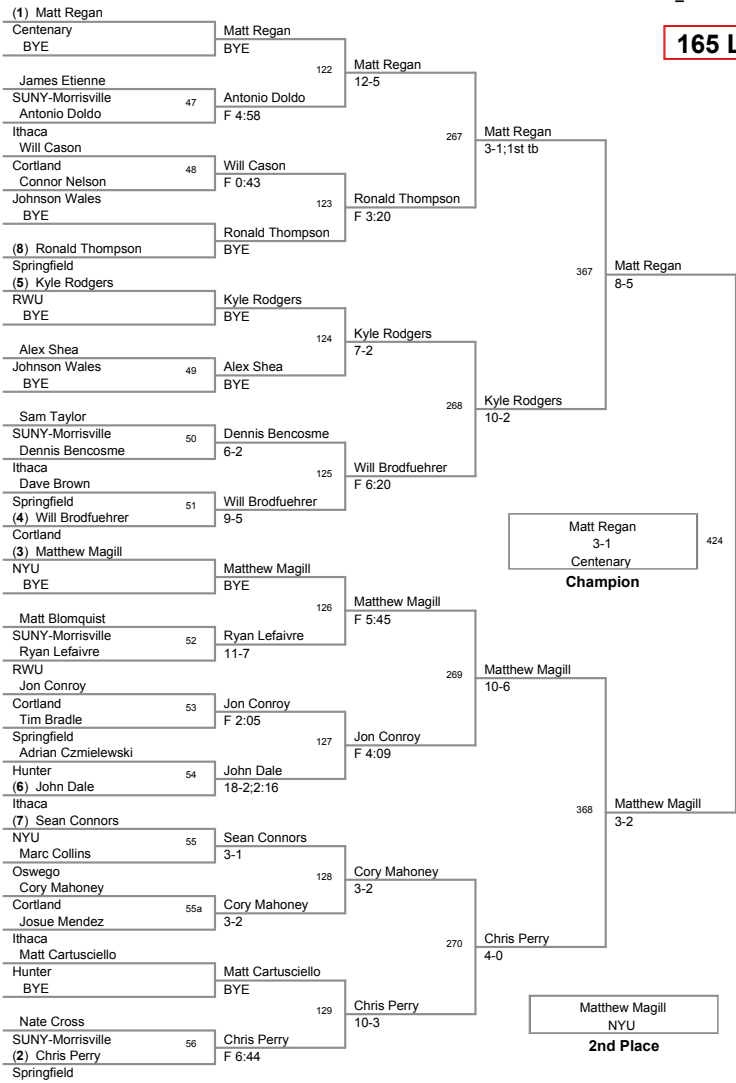 165 L
(1) Matt Regan
Centenary
BYE
James Etienne
SUNY-Morrisville
Antonio Doldo
Ithaca
Will Cason
Cortland
Connor Nelson
Johnson Wales
BYE
(8) Ronald Thompson
Springfield
(5) Kyle Rodgers
RWU
BYE
Alex Shea
Johnson Wales
BYE
Sam Taylor
SUNY-Morrisville
Dennis Bencosme
Ithaca
Dave Brown
Springfield
(4) Will Brodfuehrer
Cortland
(3) Matthew Magill
NYU
BYE
Matt Blomquist
SUNY-Morrisville
Ryan Lefaivre
RWU
Jon Conroy
Cortland
Tim Bradle
Springfield
Adrian Czmielewski
Hunter
(6) John Dale
Ithaca
(7) Sean Connors
NYU
Marc Collins
Oswego
Cory Mahoney
Cortland
Josue Mendez
Ithaca
Matt Cartusciello
Hunter
BYE
Nate Cross
SUNY-Morrisville
(2) Chris Perry
Springfield
47
48
49
50
51
52
53
54
55
55a
56
Matt Regan
BYE
Antonio Doldo
F 4:58
Will Cason
F 0:43
Ronald Thompson
BYE
Kyle Rodgers
BYE
Alex Shea
BYE
Dennis Bencosme
6-2
Will Brodfuehrer
9-5
Matthew Magill
BYE
Ryan Lefaivre
11-7
Jon Conroy
F 2:05
John Dale
18-2;2:16
Sean Connors
3-1
Cory Mahoney
3-2
Matt Cartusciello
BYE
Chris Perry
F 6:44
122
123
124
125
126
127
128
129
Matt Regan
12-5
Ronald Thompson
F 3:20
Kyle Rodgers
7-2
Will Brodfuehrer
F 6:20
Matthew Magill
F 5:45
Jon Conroy
F 4:09
Cory Mahoney
3-2
Chris Perry
10-3
267
268
269
270
Matt Regan
3-1;1st tb
Kyle Rodgers
10-2
Matthew Magill
10-6
Chris Perry
4-0
367
368
Matt Regan
8-5
Matthew Magill
3-2
Matt Regan
3-1
Centenary
424
Champion
Matthew Magill
NYU
2nd Place